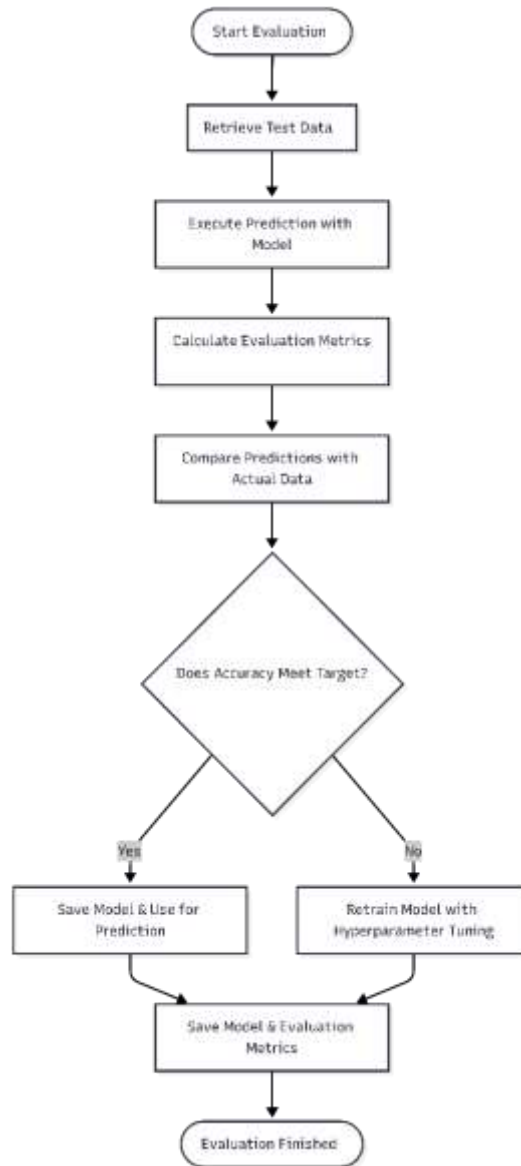 Start Evaluation
Retrieve Test Data
Execute Prediction with
Model
Calculate Evaluation Metrics
Compare Predictions with
Actual Data
Does Accuracy Meet Target?
Yes
No
Save Model & Use for
Prediction
Retrain Model with
Hyperparameter Tuning
Save Model & Evaluation
Metrics
Evaluation Finished